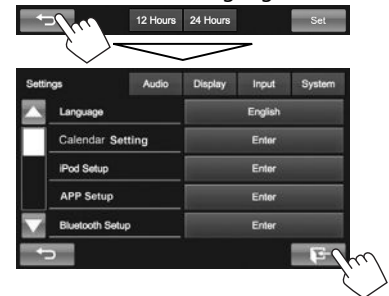 12 Hours 24 Hours Set
Settings Audio Display Input System
Language English
Calendar Setting Enter
iPod Setup Enter
APP Setup Enter
Bluetooth Setup Enter